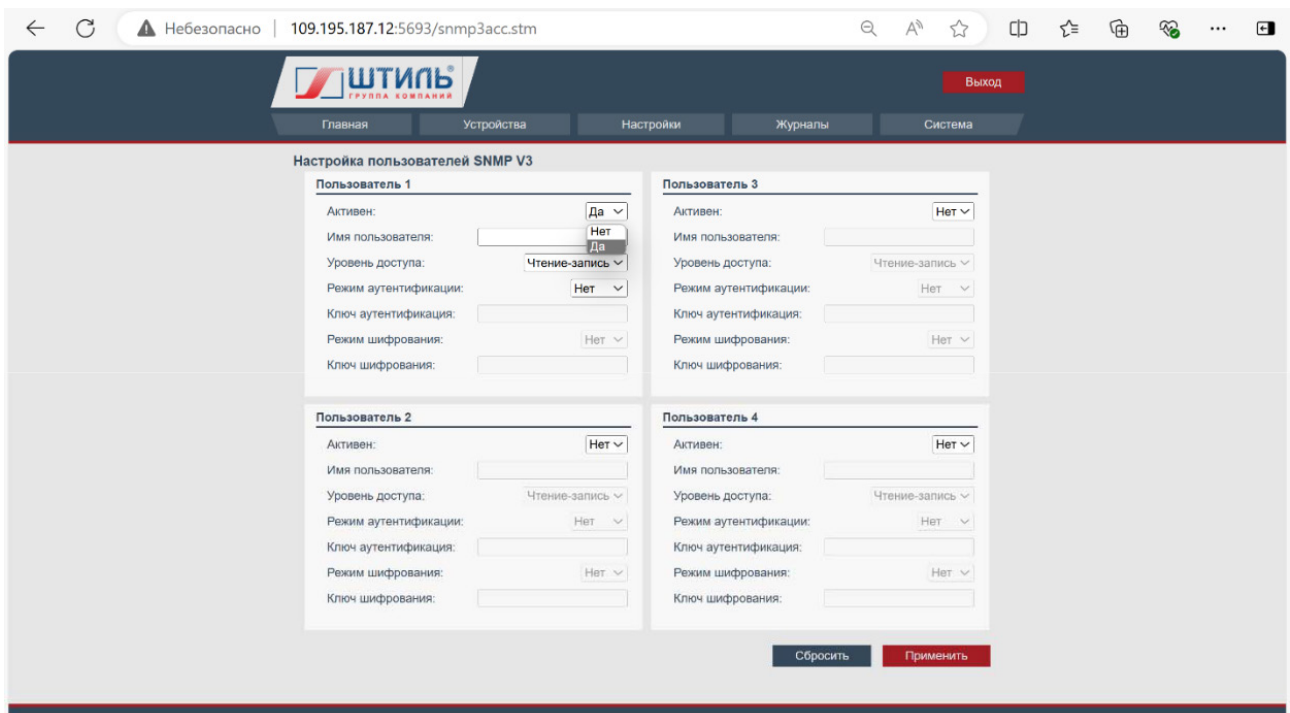 Небезопасно 109.195.187.12:5693/snmp3acc.stm
ШТИЛЬ
ГРУППА КОМПАНИЙ
Выход
Главная Устройства Настройки Журналы Система
Настройка пользователей SNMP V3
Пользователь 1
Активен: Да
Нет
Да
Имя пользователя:
Уровень доступа: Чтение-запись
Режим аутентификации: Нет
Ключ аутентификация:
Режим шифрования: Нет
Ключ шифрования:
Пользователь 3
Активен: Нет
Имя пользователя:
Уровень доступа: Чтение-запись
Режим аутентификации: Нет
Ключ аутентификация:
Режим шифрования: Нет
Ключ шифрования:
Пользователь 2
Активен: Нет
Имя пользователя:
Уровень доступа: Чтение-запись
Режим аутентификации: Нет
Ключ аутентификация:
Режим шифрования: Нет
Ключ шифрования:
Пользователь 4
Активен: Нет
Имя пользователя:
Уровень доступа: Чтение-запись
Режим аутентификации: Нет
Ключ аутентификация:
Режим шифрования: Нет
Ключ шифрования:
Сбросить Применить